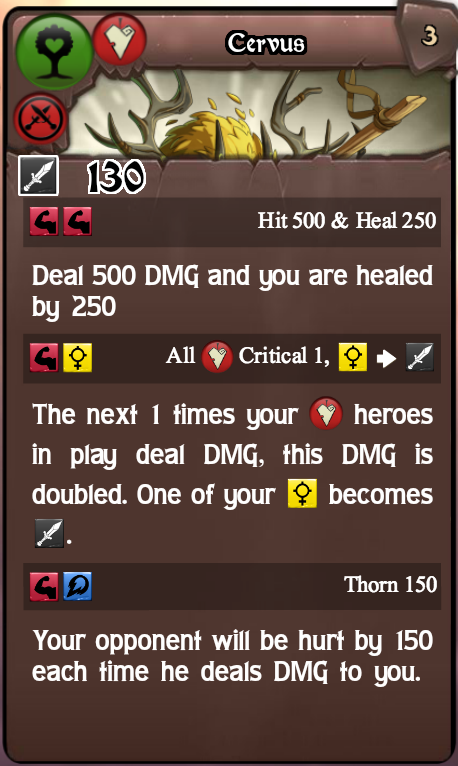 Cervus
3
130
Hit 500 & Heal 250
Deal 500 DMG and you are healed
by 250
All Critical 1,
The next 1 times your heroes
in play deal DMG, this DMG is
doubled. One of your becomes
.
Thorn 150
Your opponent will be hurt by 150
each time he deals DMG to you.